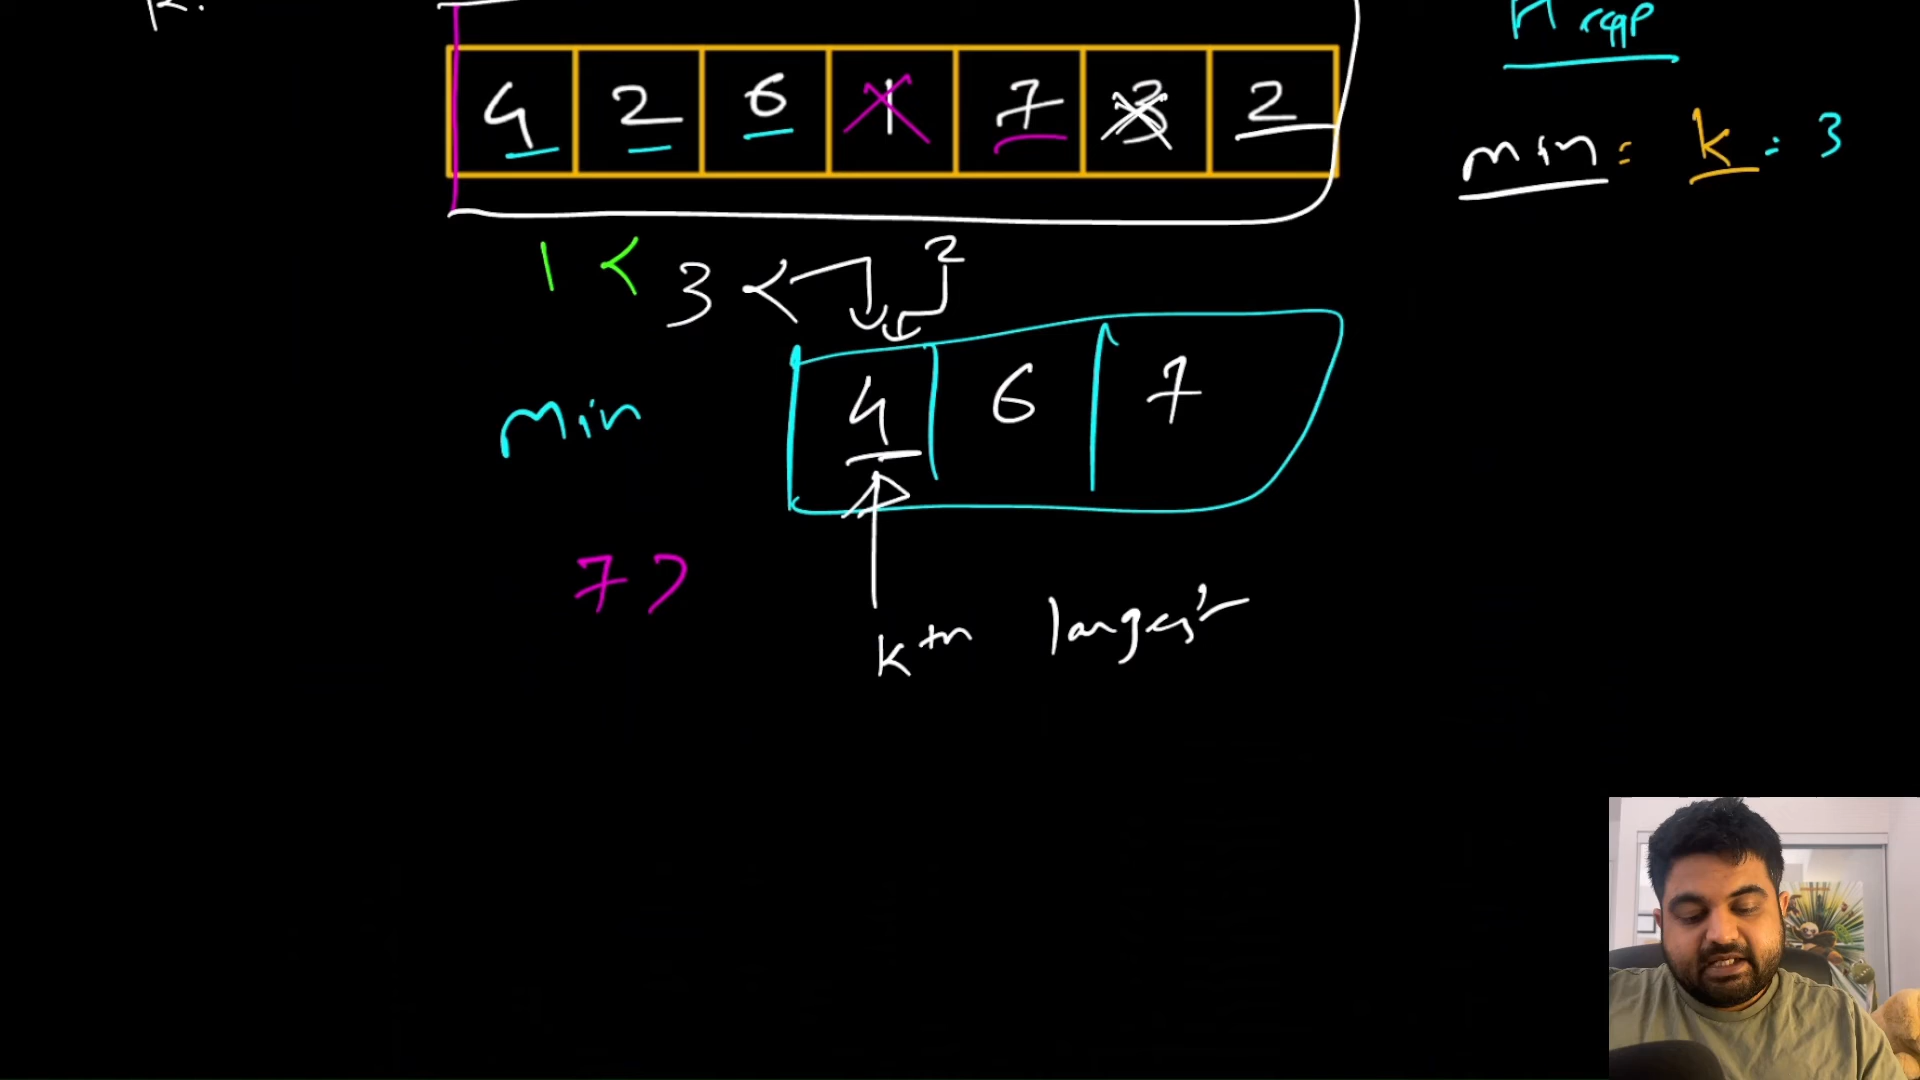 k.
Heap
4 2 6 1 7 3 2
min = k = 3
1 < 3 < 2
Min 4 6 7
7 >
kth largest